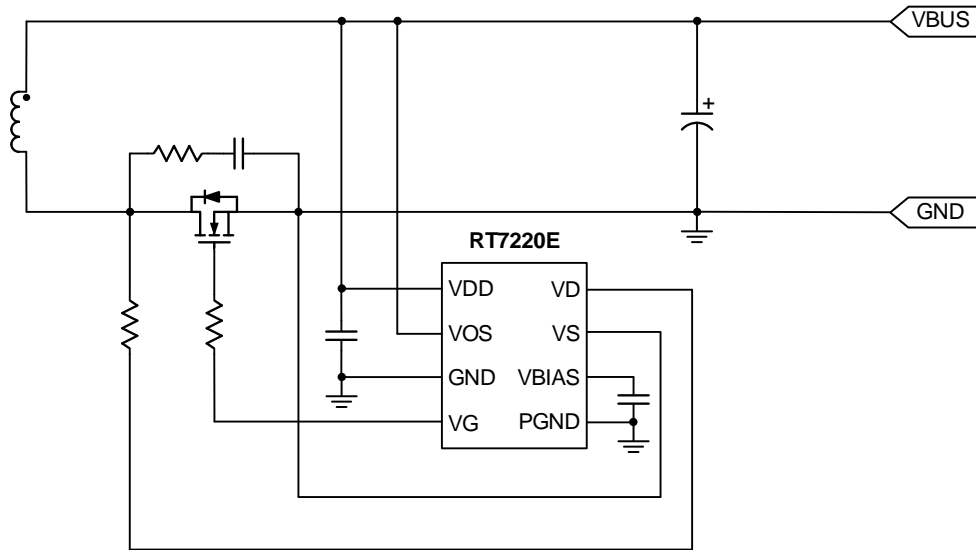 VBUS
+
GND
RT7220E
VDD
VD
VOS
VS
GND
VBIAS
VG
PGND